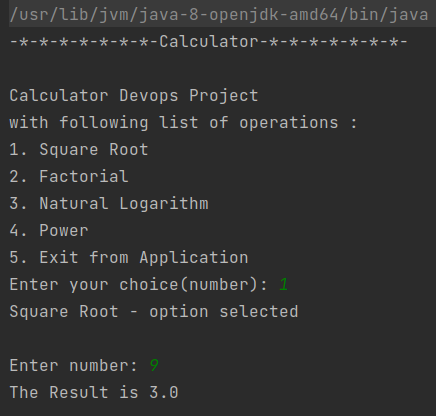 /usr/lib/jvm/java-8-openjdk-amd64/bin/java
-*-*-*-*-*-*-*-*-*-Calculator-*-*-*-*-*-*-*-*-*-
Calculator Devops Project
with following list of operations :
1. Square Root
2. Factorial
3. Natural Logarithm
4. Power
5. Exit from Application
Enter your choice(number): 1
Square Root - option selected
Enter number: 9
The Result is 3.0